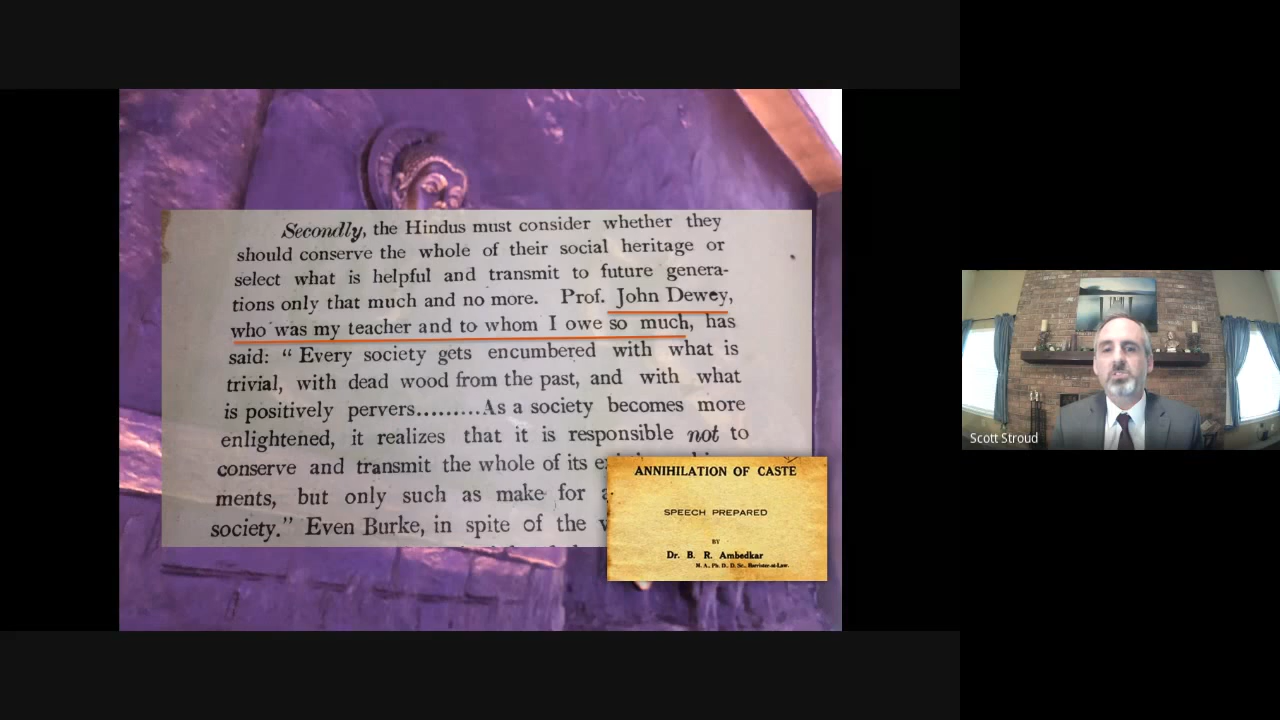 Secondly, the Hindus must consider whether they
should conserve the whole of their social heritage or
select what is helpful and transmit to future genera-
tions only that much and no more. Prof. John Dewey,
who was my teacher and to whom I owe so much, has
said: “ Every society gets encumbered with what is
trivial, with dead wood from the past, and with what
is positively pervers.........As a society becomes more
enlightened, it realizes that it is responsible not to
conserve and transmit the whole of its
ments, but only such as make for
society.” Even Burke, in spite of the
ANNIHILATION OF CASTE
SPEECH PREPARED
BY
Dr. B. R. Ambedkar
M. A., Ph. D., D. Sc., Barrister-at-Law.
Scott Stroud